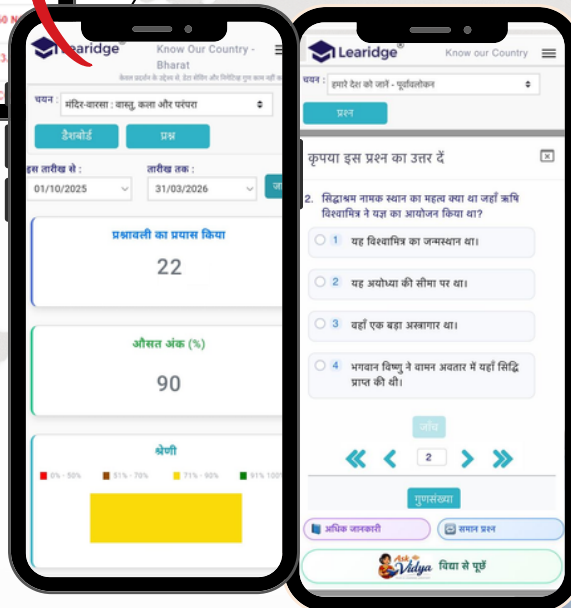 Learidge®
Know Our Country -
Bharat
चयन :
मंदिर-वारसा : वास्तु, कला और परंपरा
डैशबोर्ड
प्रश्न
इस तारीख से :
तारीख तक :
01/10/2025
31/03/2026
प्रश्नावली का प्रयास किया
22
औसत अंक (%)
90
श्रेणी
0% - 50%
51% - 70%
71% - 90%
91% 100%
Learidge®
Know Our Country
चयन :
हमारे देश को जानें - पूर्वावलोकन
प्रश्न
कृपया इस प्रश्न का उत्तर दें
2. सिद्धाश्रम नामक स्थान का महत्व क्या था जहाँ ऋषि
विश्वामित्र ने यज्ञ का आयोजन किया था?
1 यह विश्वामित्र का जन्मस्थान था।
2 यह अयोध्या की सीमा पर था।
3 वहाँ एक बड़ा अस्त्रागार था।
4 भगवान विष्णु ने वामन अवतार में यहाँ सिद्धि
प्राप्त की थी।
जाँच
2
गुणसंख्या
अधिक जानकारी
समान प्रश्न
Ask
Vidya
विद्या से पूछें